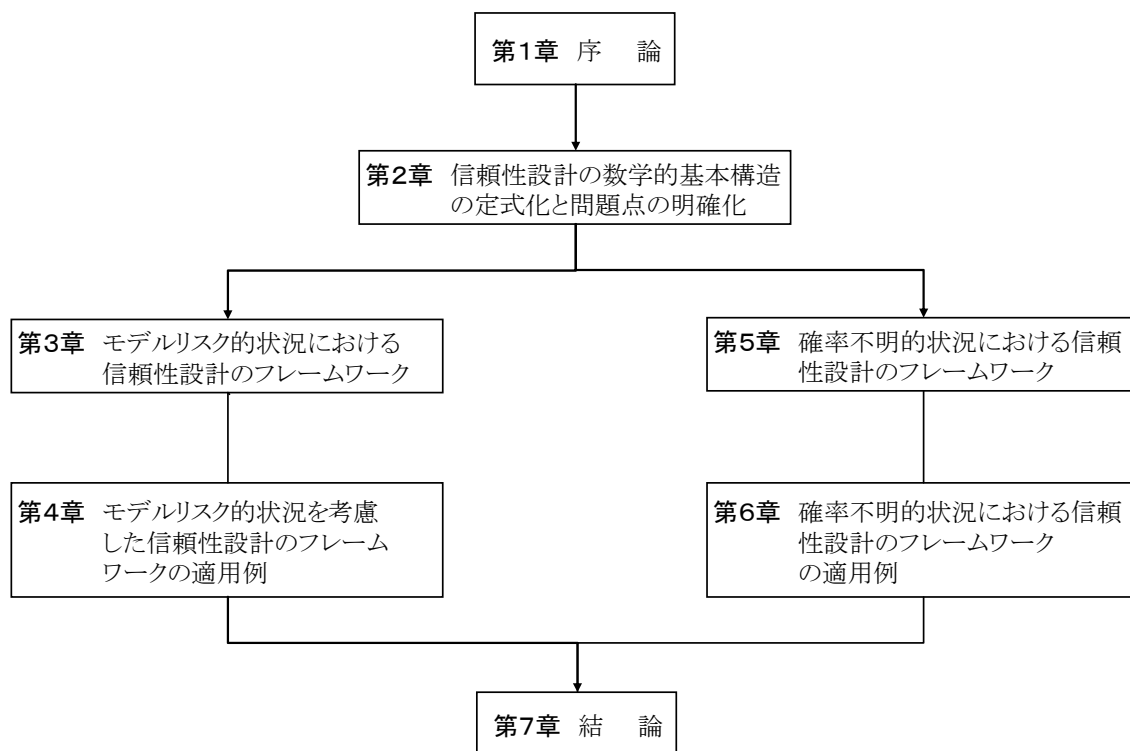 第1章 序 論
第2章 信頼性設計の数学的基本構造
の定式化と問題点の明確化
第3章 モデルリスク的状況における
信頼性設計のフレームワーク
第4章 モデルリスク的状況を考慮
した信頼性設計のフレーム
ワークの適用例
第5章 確率不明的状況における信頼
性設計のフレームワーク
第6章 確率不明的状況における信頼
性設計のフレームワーク
の適用例
第7章 結 論